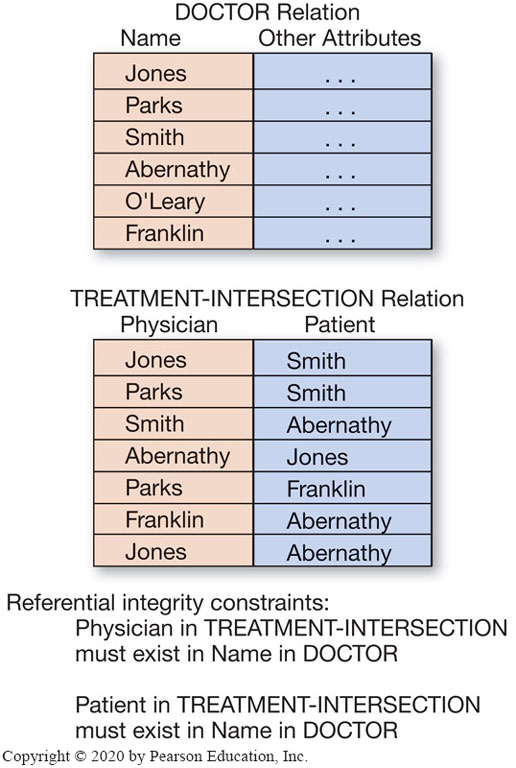 DOCTOR Relation
Name Other Attributes
Jones . . .
Parks . . .
Smith . . .
Abernathy . . .
O'Leary . . .
Franklin . . .
TREATMENT-INTERSECTION Relation
Physician Patient
Jones Smith
Parks Smith
Smith Abernathy
Abernathy Jones
Parks Franklin
Franklin Abernathy
Jones Abernathy
Referential integrity constraints:
Physician in TREATMENT-INTERSECTION
must exist in Name in DOCTOR
Patient in TREATMENT-INTERSECTION
must exist in Name in DOCTOR
Copyright © 2020 by Pearson Education, Inc.